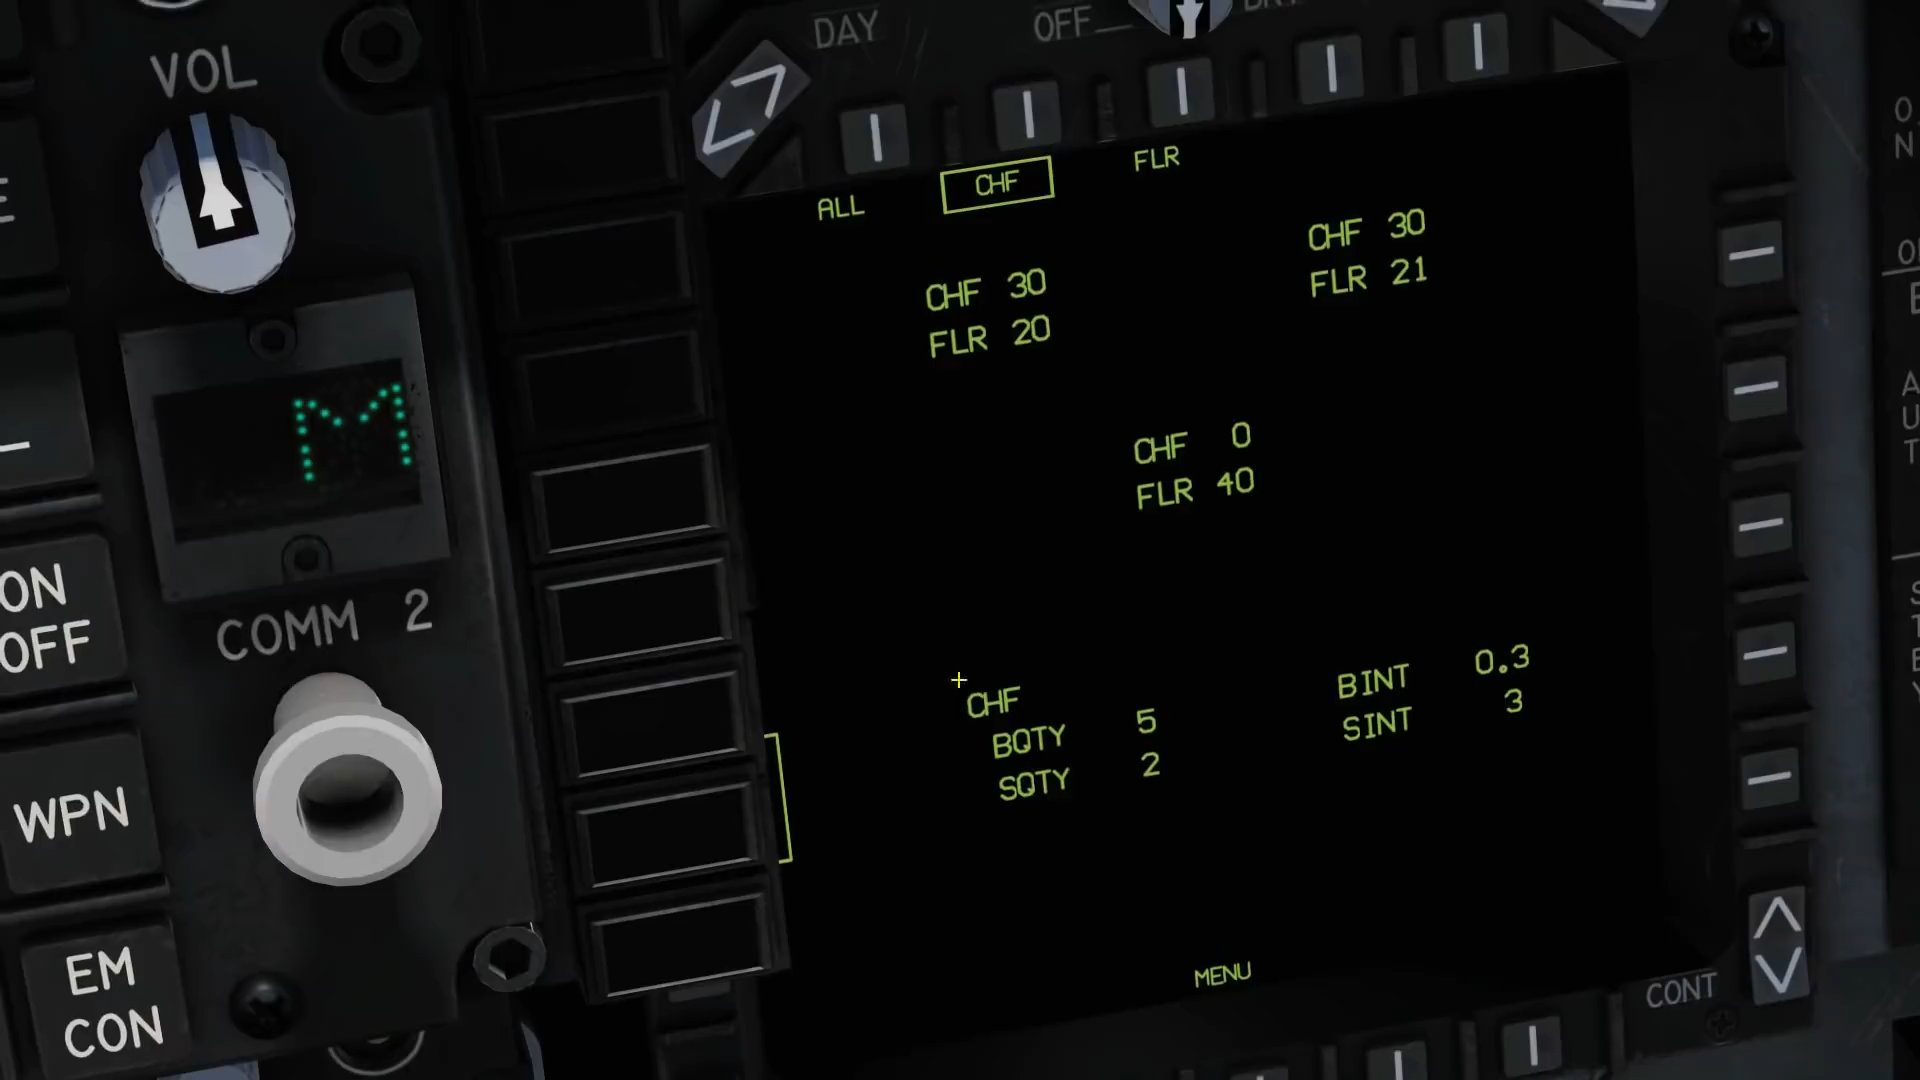 DAY
OFF
VOL
ALL
CHF
FLR
CHF 30
FLR 20
CHF 30
FLR 21
CHF 0
FLR 40
M
COMM 2
ON
OFF
WPN
EM
CON
CHF
BQTY 5
SQTY 2
BINT 0.3
SINT 3
MENU
CONT